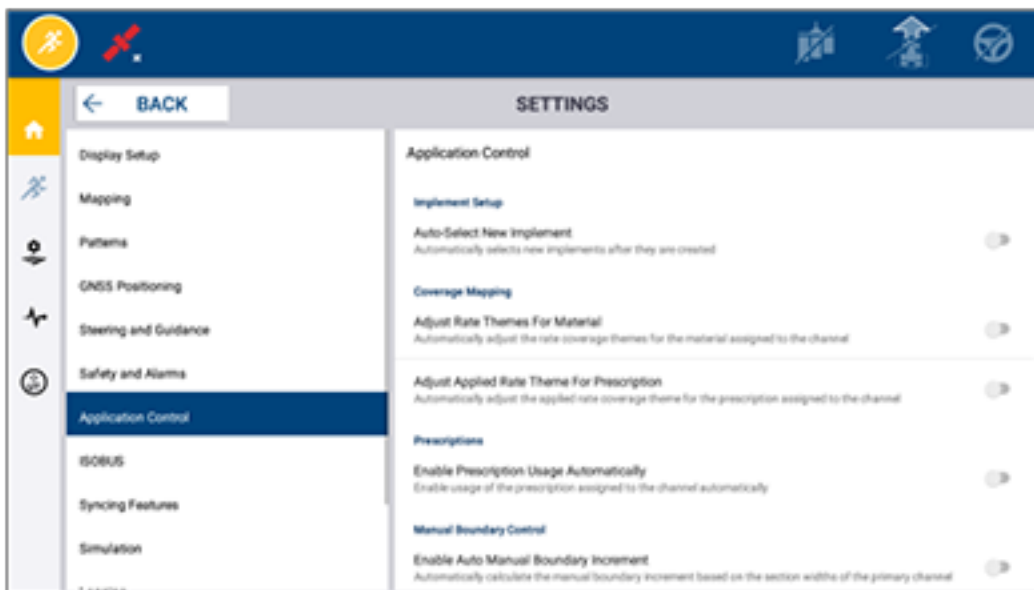 BACK
SETTINGS
Display Setup
Mapping
Patterns
GNSS Positioning
Steering and Guidance
Safety and Alarms
Application Control
ISOBUS
Syncing Features
Simulation
Application Control
Implement Setup
Auto-Select New Implement
Automatically selects new implements after they are created
Coverage Mapping
Adjust Rate Themes For Material
Automatically adjust the rate coverage themes for the material assigned to the channel
Adjust Applied Rate Theme For Prescription
Automatically adjust the applied rate coverage theme for the prescription assigned to the channel
Prescriptions
Enable Prescription Usage Automatically
Enable usage of the prescription assigned to the channel automatically
Manual Boundary Control
Enable Auto Manual Boundary Increment
Automatically calculate the manual boundary increment based on the section widths of the primary channel